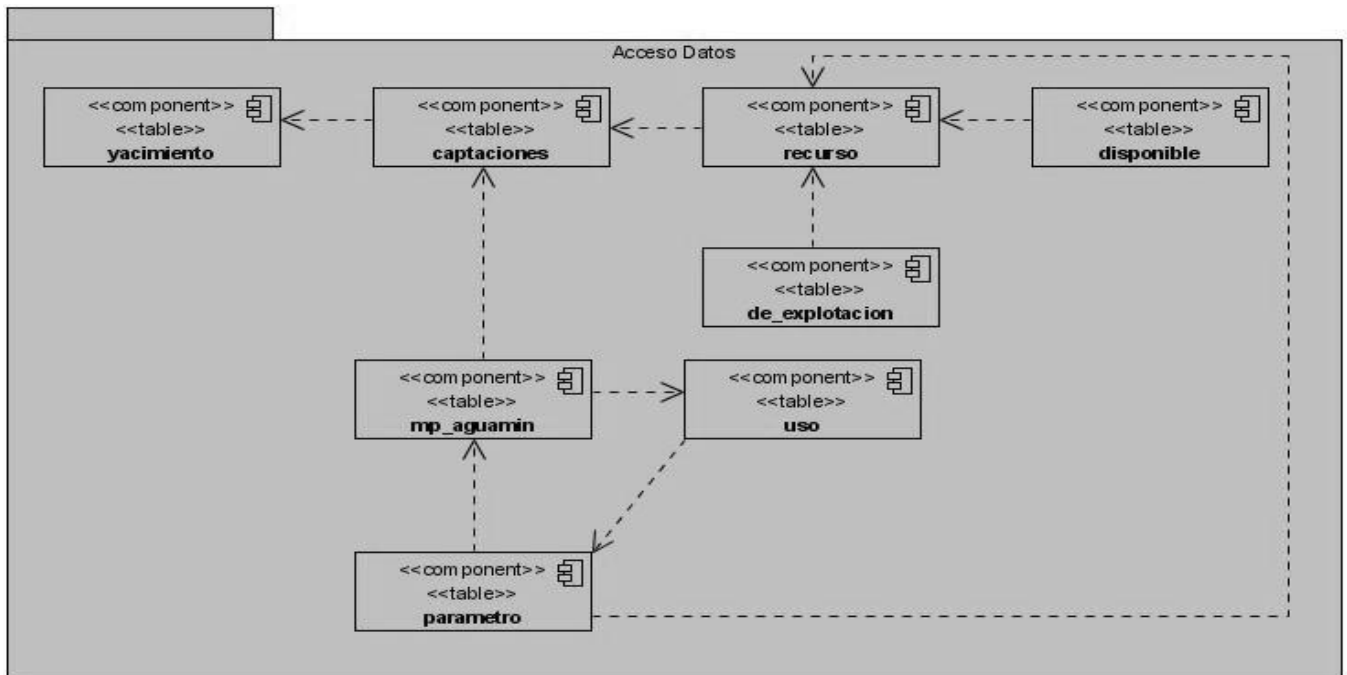 Acceso Datos
<<component>>
<<table>>
yacimiento
<<component>>
<<table>>
captaciones
<<component>>
<<table>>
recurso
<<component>>
<<table>>
disponible
<<component>>
<<table>>
de_explotacion
<<component>>
<<table>>
mp_aguamin
<<component>>
<<table>>
uso
<<component>>
<<table>>
parametro